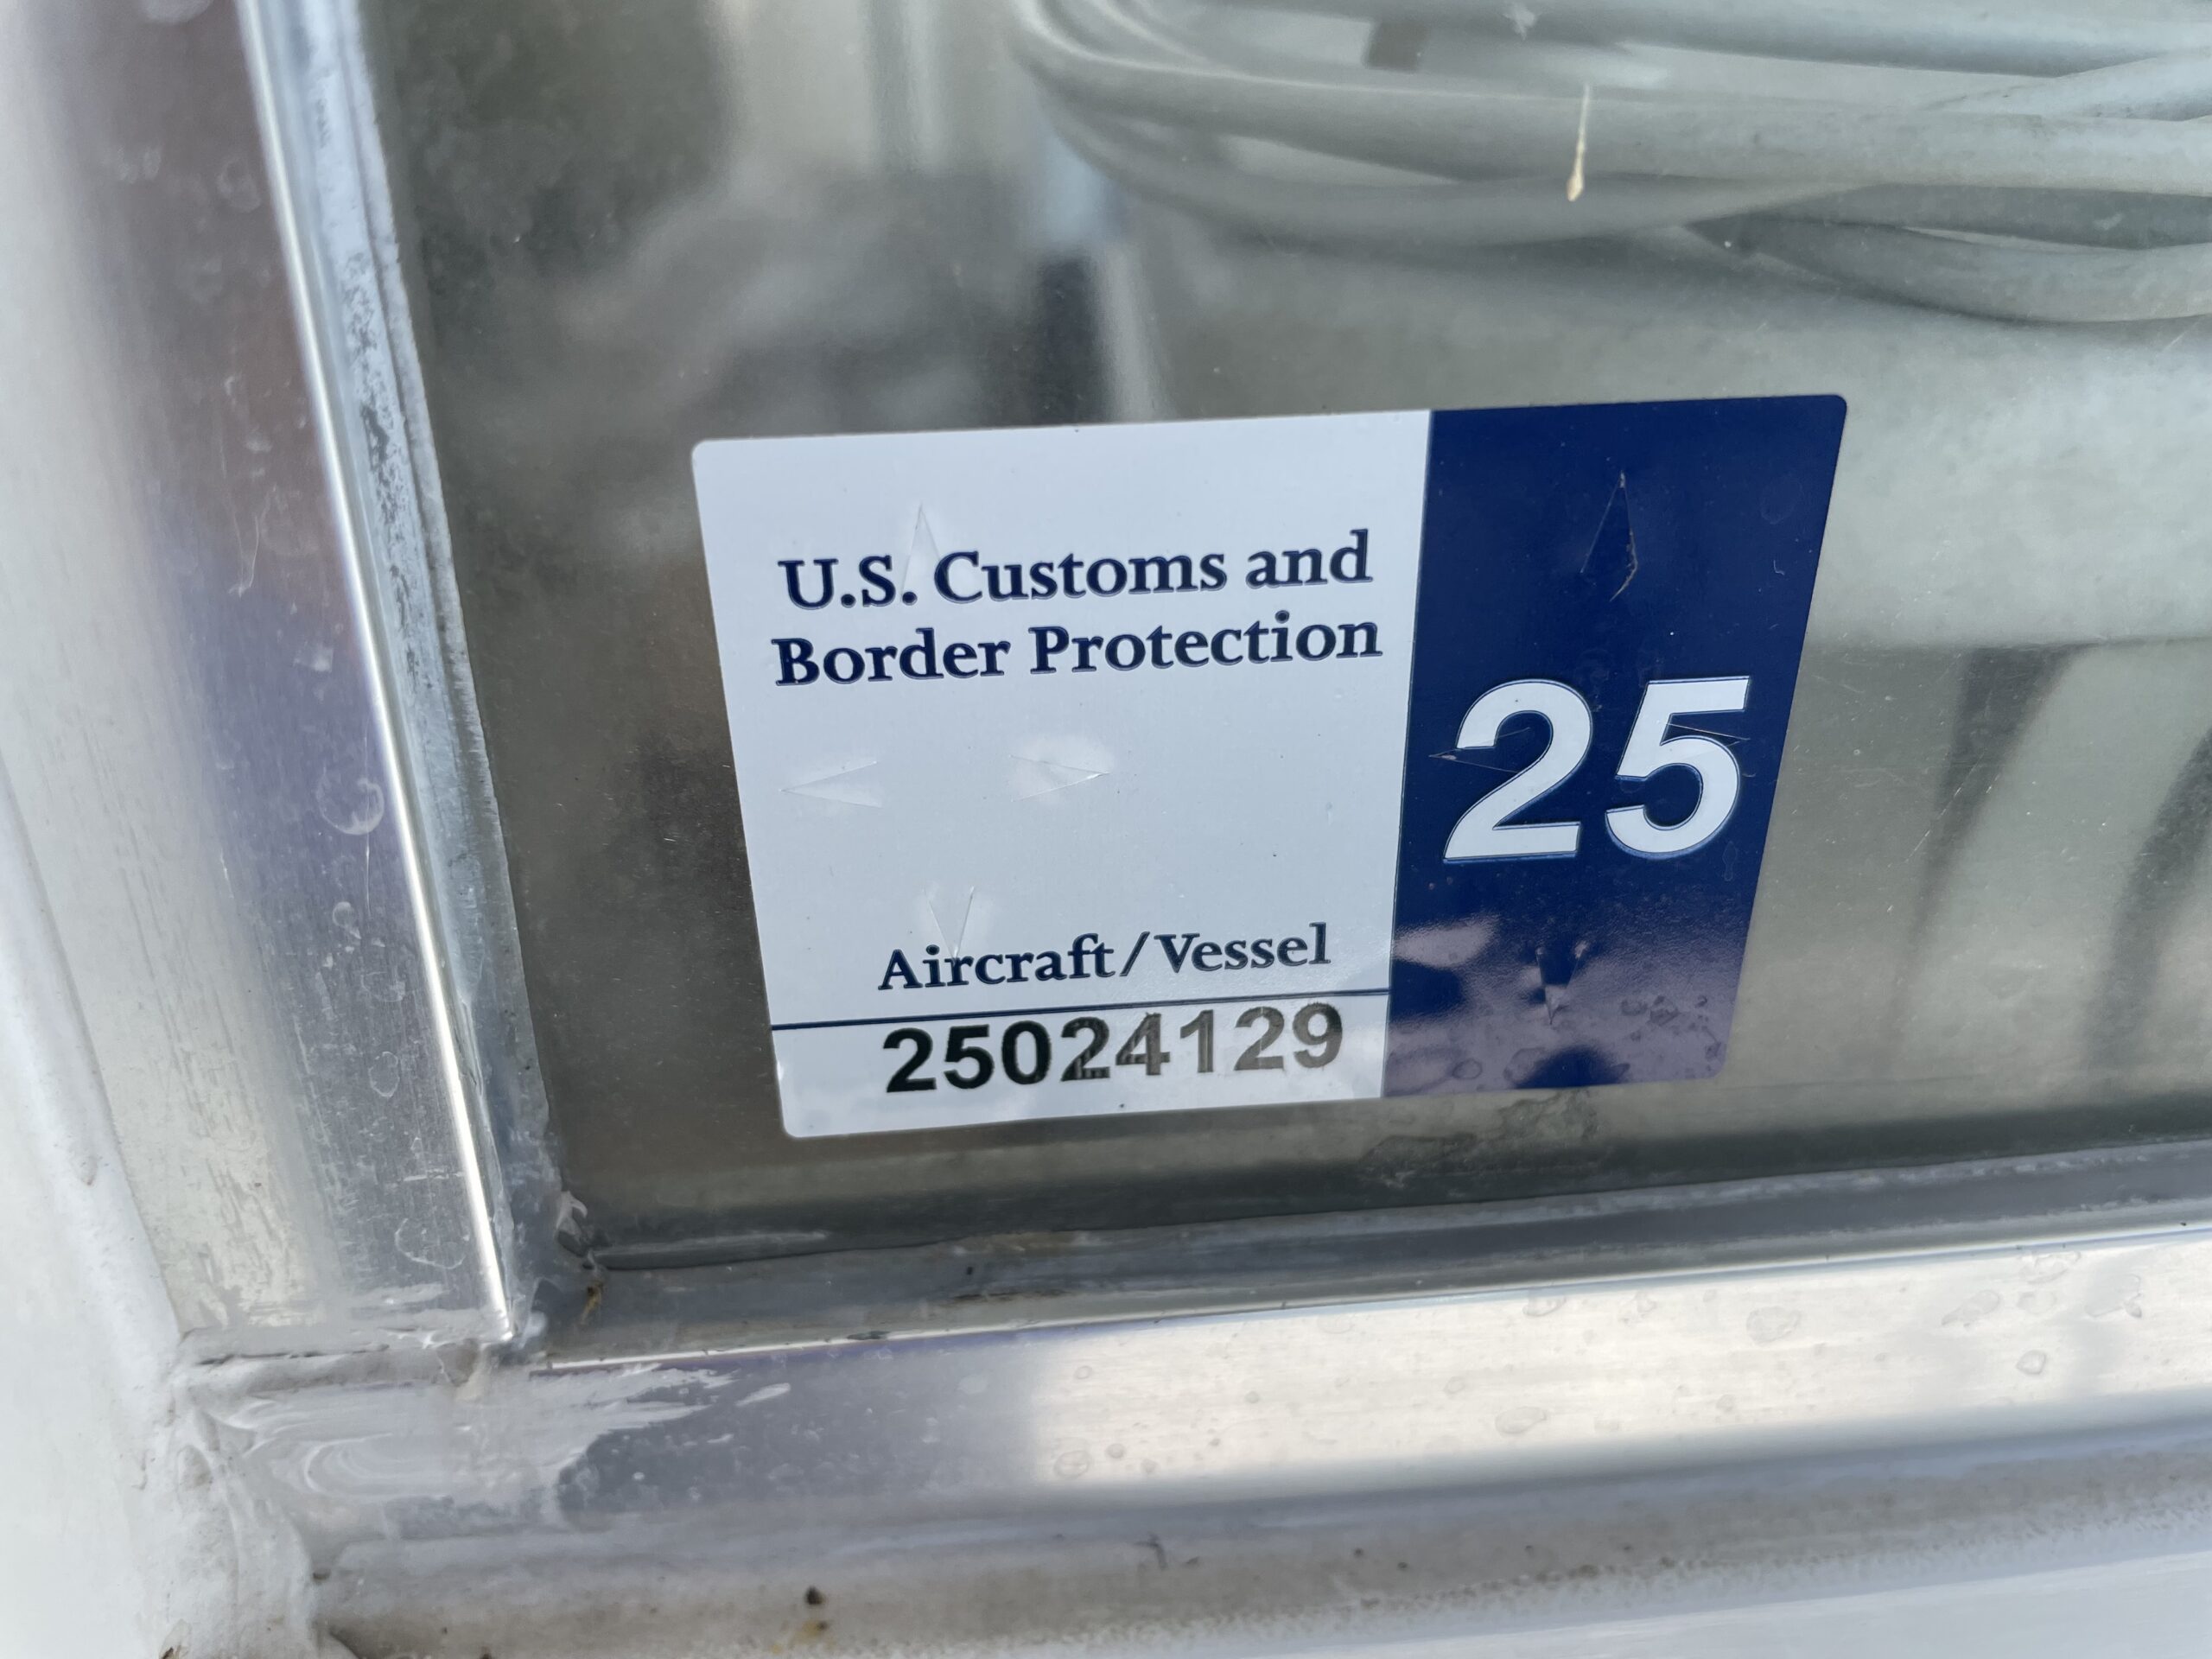 U.S. Customs and
Border Protection
25
Aircraft/Vessel
25024129